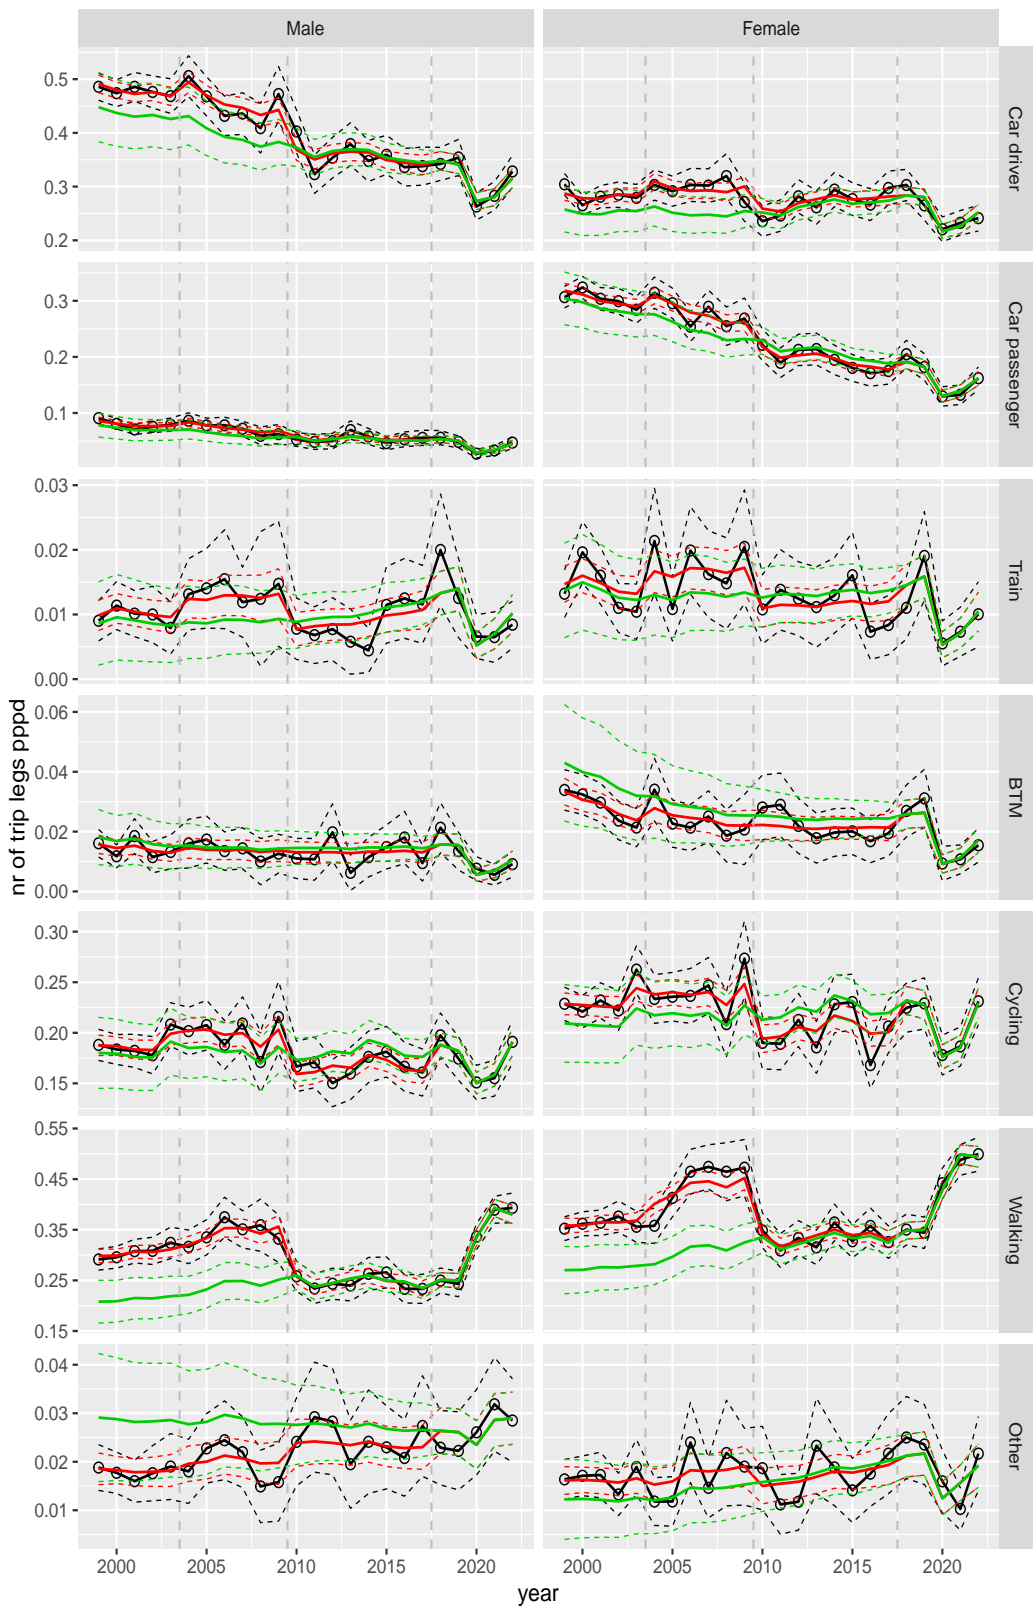 Male Female
0.5
0.4
0.3
0.2
Car driver
0.3
0.2
0.1
Car passenger
0.03
0.02
0.01
0.00
Train
0.06
0.04
0.02
0.00
BTM
0.30
0.25
0.20
0.15
Cycling
0.55
0.45
0.35
0.25
0.15
Walking
0.04
0.03
0.02
0.01
Other
nr of trip legs pppd
2000 2005 2010 2015 2020 2000 2005 2010 2015 2020
year